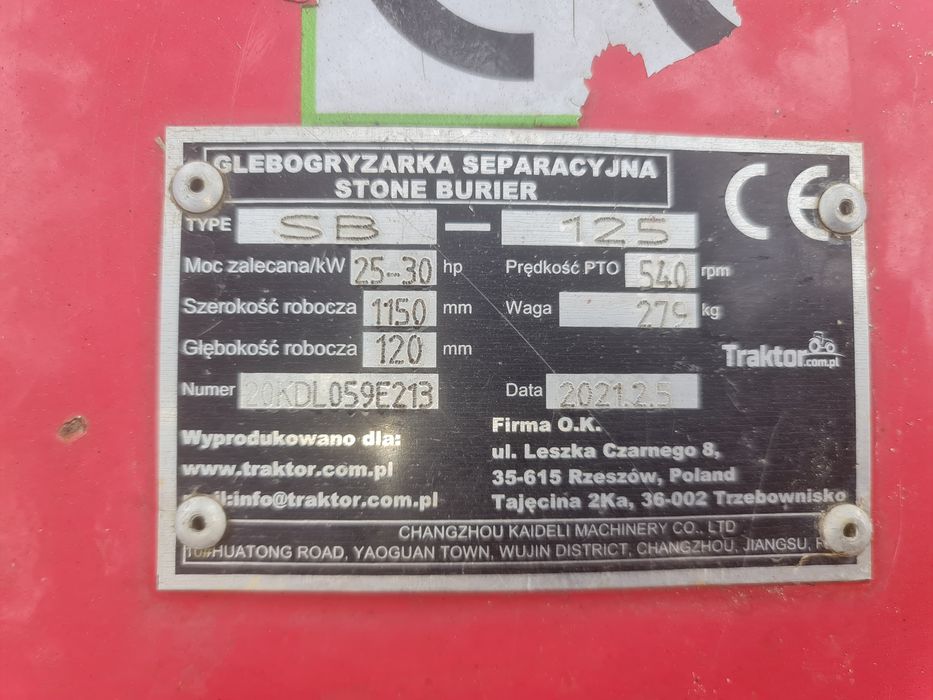 GLEBOGRYZARKA SEPARACYJNA
STONE BURIER
CE
TYPE SB — 125
Moc zalecana/kW 25-30 hp Prędkość PTO 540 rpm
Szerokość robocza 1150 mm Waga 279 kg
Głębokość robocza 120 mm
Traktor.com.pl
Numer 20KDL059E213 Data 2021.2.5
Wyprodukowano dla:
www.traktor.com.pl
info@traktor.com.pl
Firma O.K.
ul. Leszka Czarnego 8,
35-615 Rzeszów, Poland
Tajęcina 2Ka, 36-002 Trzebownisko
CHANGZHOU KAIDELI MACHINERY CO. LTD
HUATONG ROAD, YAOGUAN TOWN, WUJIN DISTRICT, CHANGZHOU, JIANGSU,